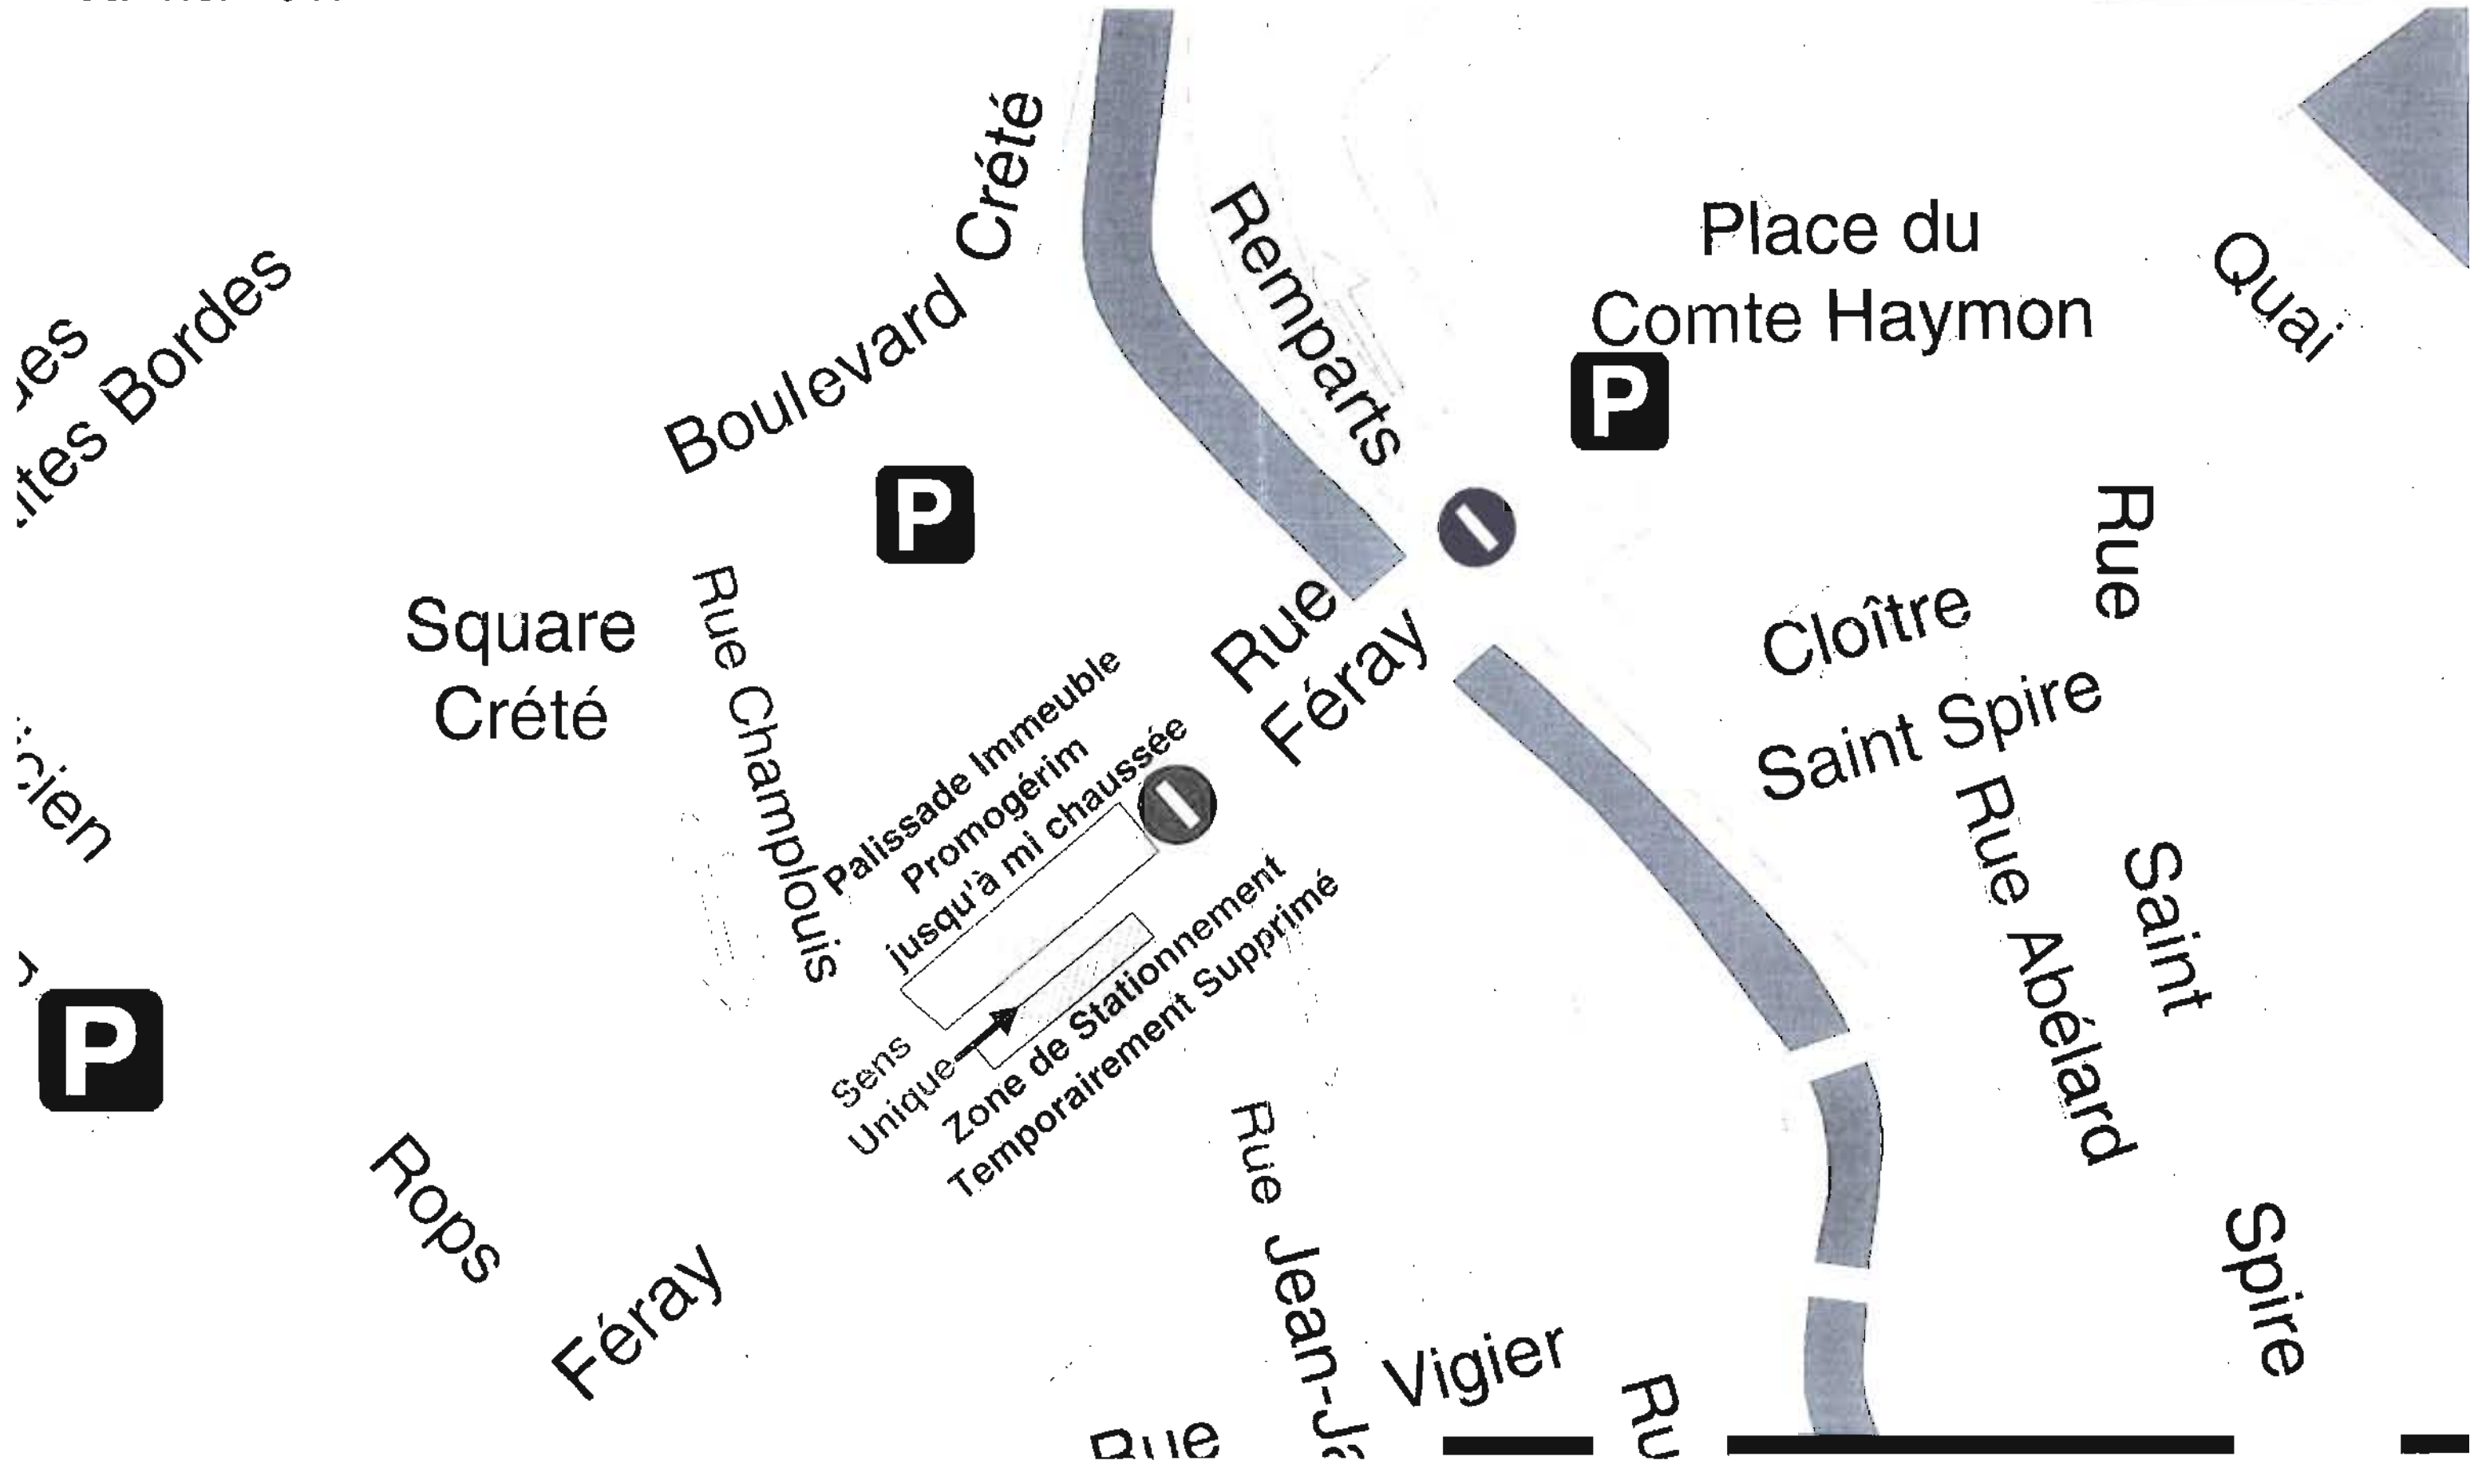 Boulevard Crété
Remparts
Place du
Comte Haymon
Quai
Bordes
P
P
Rue
Square
Crété
Rue Champlouis
Rue
Féray
Cloître
Saint Spire
Palissade Immeuble
Promogérim
jusqu'à mi chaussée
Rue Abélard
Saint
Spire
Zone de Stationnement
Temporairement Supprimé
Sens
Unique
P
Rops
Féray
Rue Jean-
Vigier
Rue